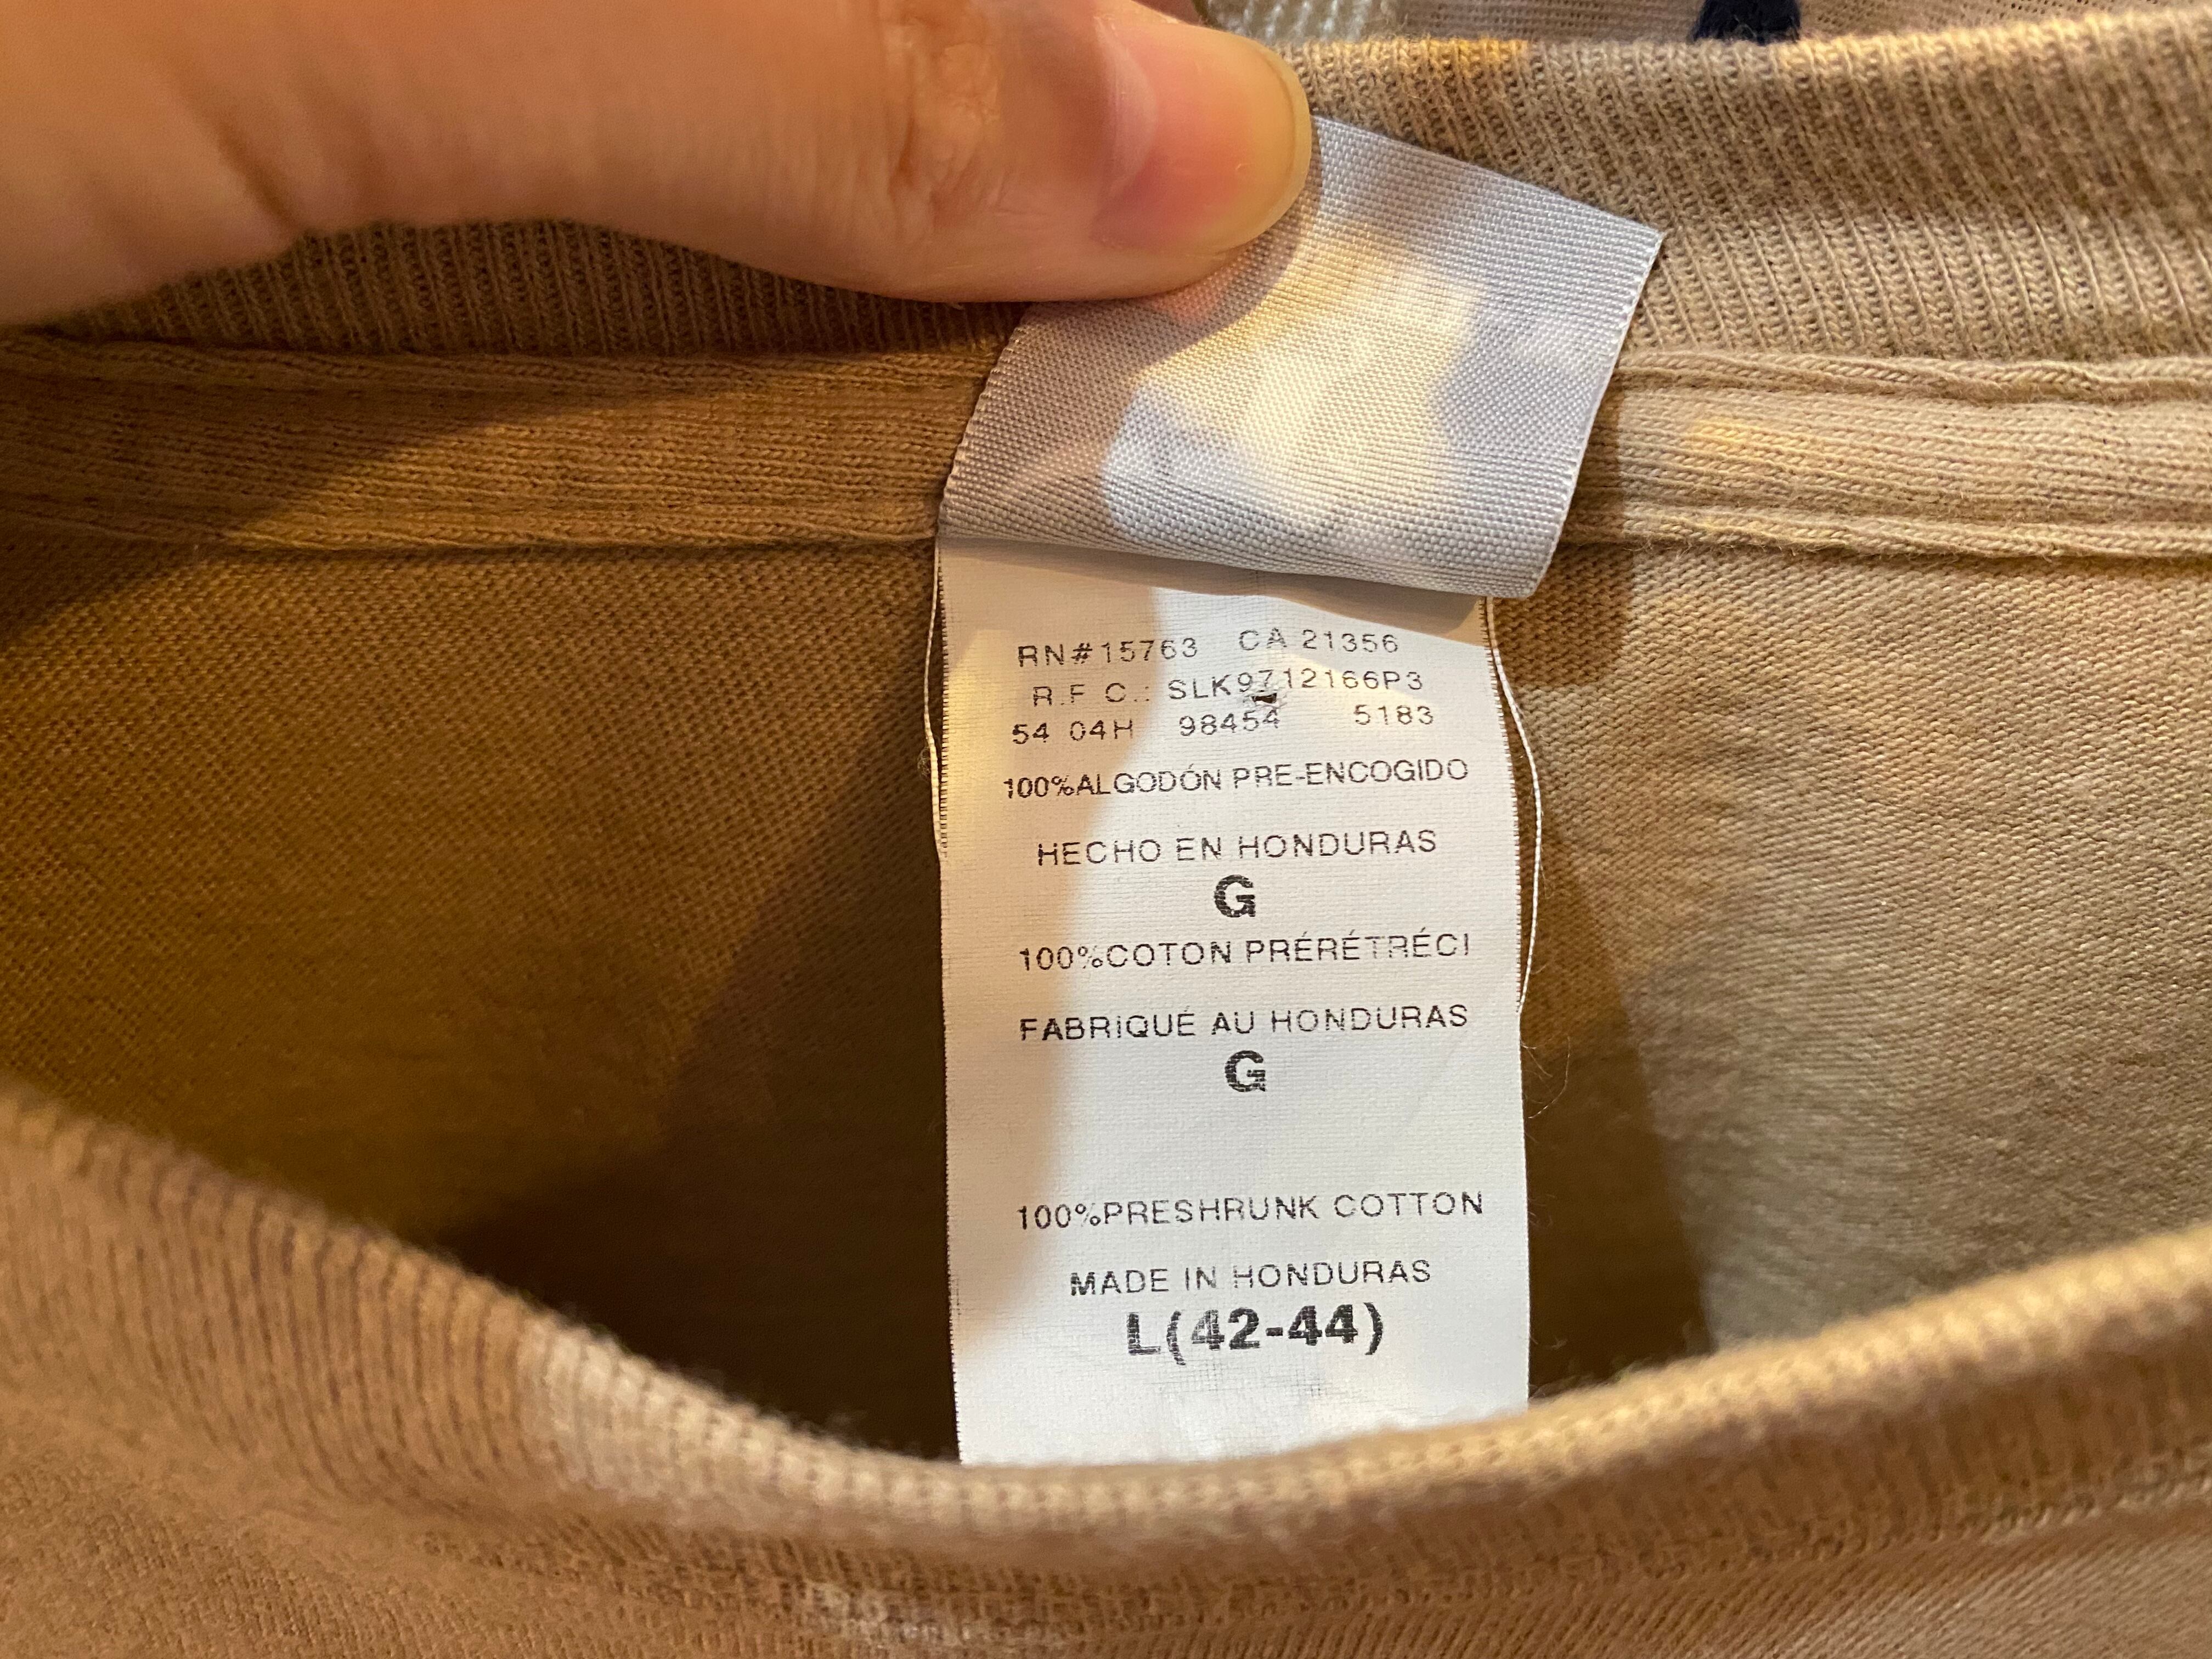 RN#15763 CA 21356
R.F.C.: SLK9712166P3
54 04H 98454 5183
100%ALGODÓN PRE-ENCOGIDO
HECHO EN HONDURAS
G
100%COTON PRÉRÉTRÉCI
FABRIQUÉ AU HONDURAS
G
100%PRESHRUNK COTTON
MADE IN HONDURAS
L(42-44)